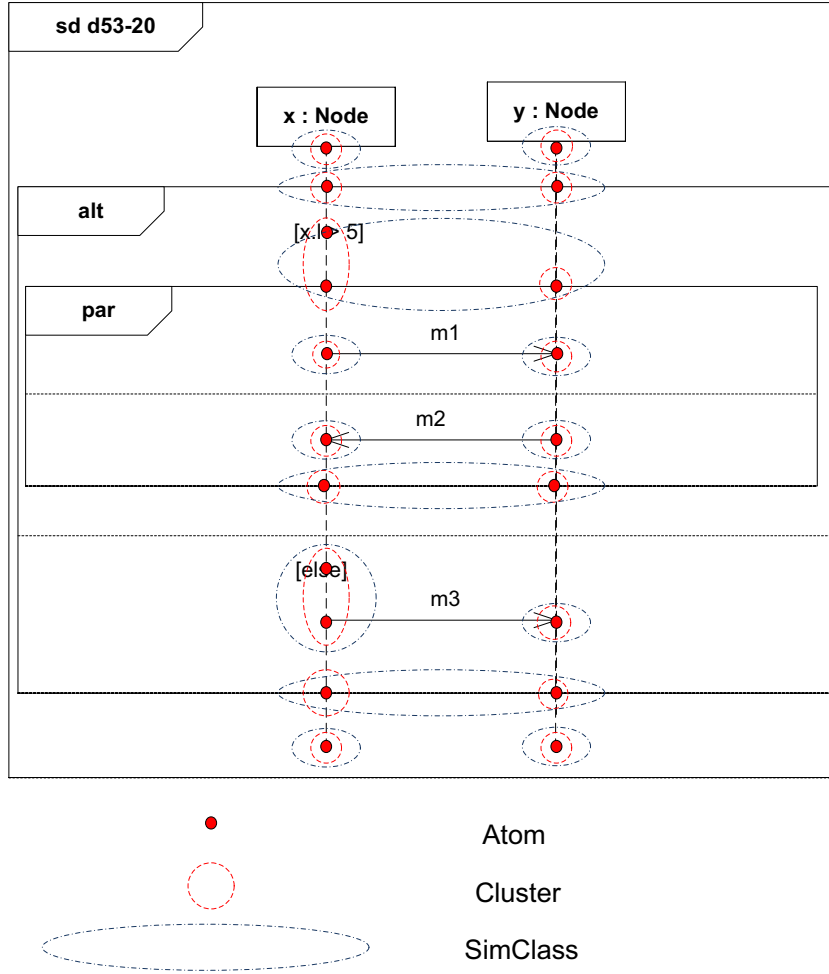 sd d53-20
x : Node
y : Node
alt
[x. > 5]
par
m1
m2
[else]
m3
Atom
Cluster
SimClass